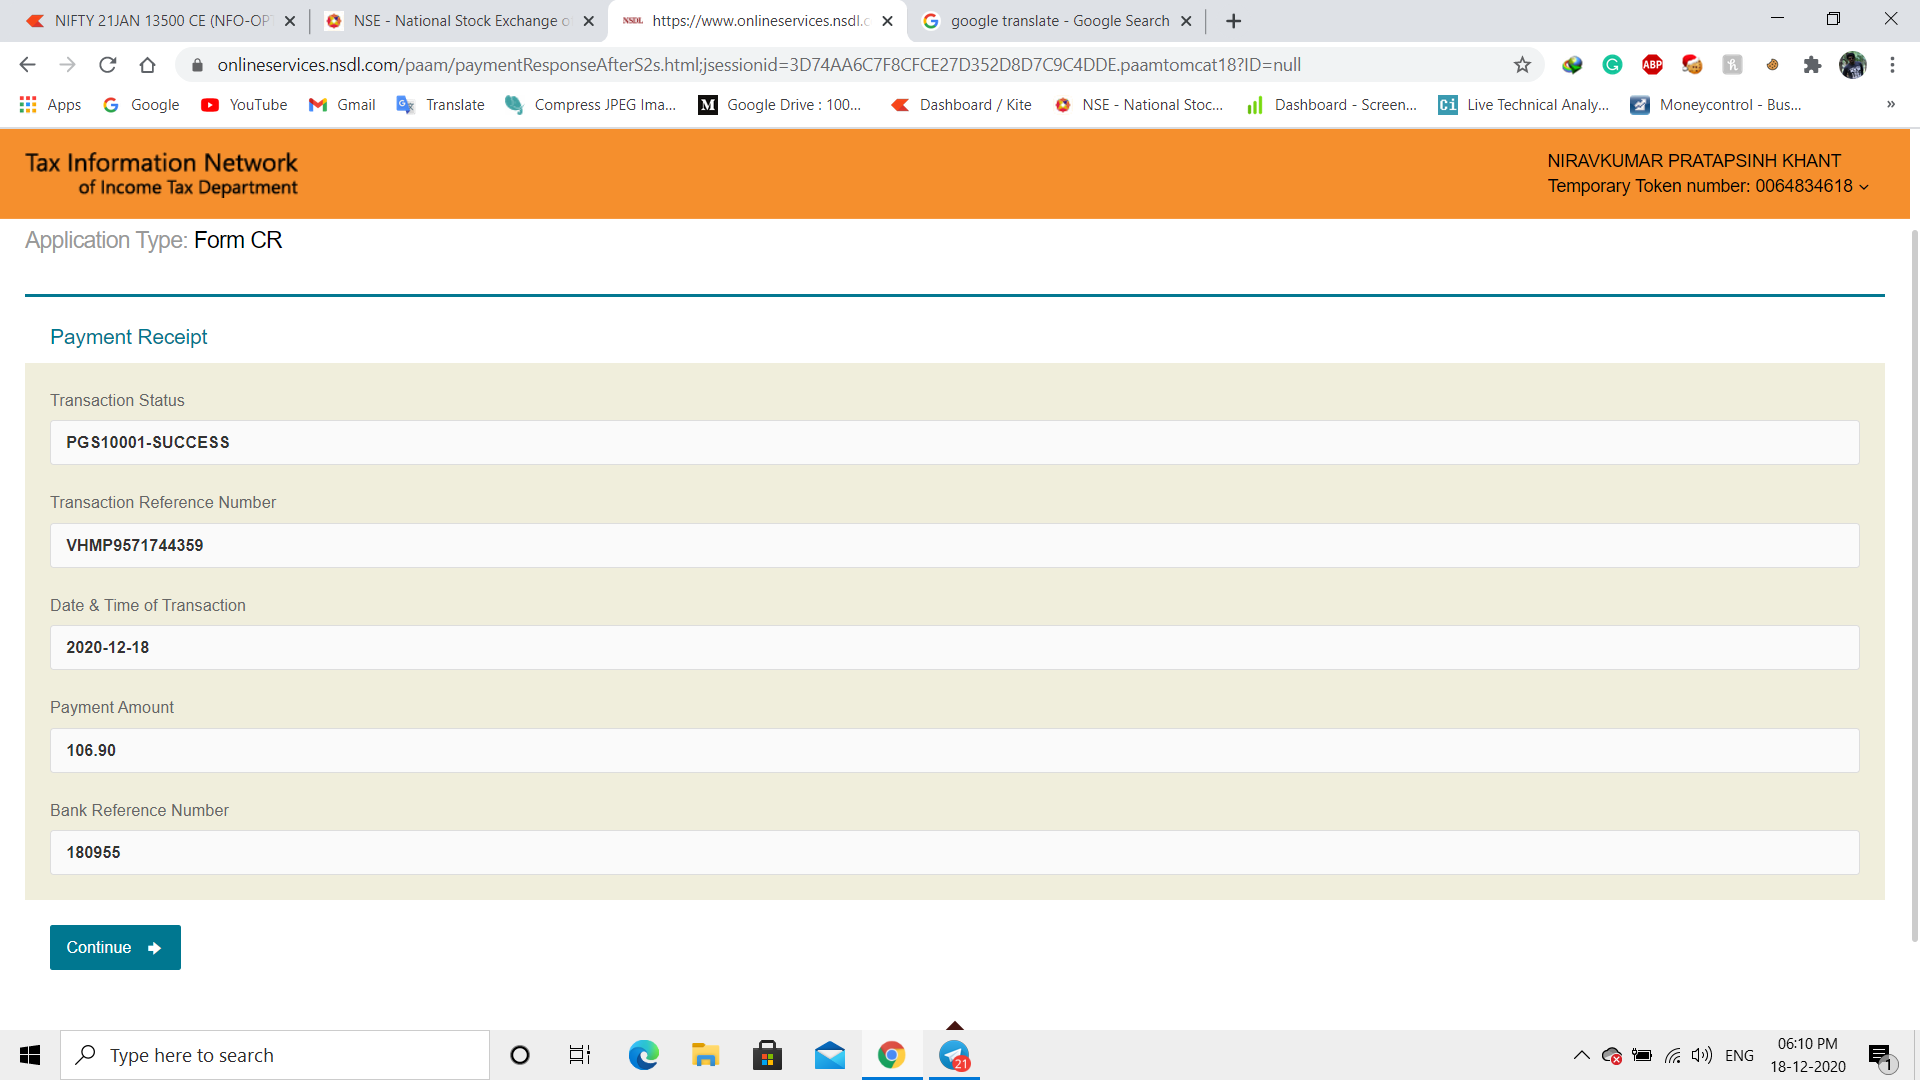 NIFTY 21JAN 13500 CE (NFO-OPT
NSE - National Stock Exchange o
NSDL https://www.onlineservices.nsdl.c
google translate - Google Search
onlineservices.nsdl.com/paam/paymentResponseAfterS2s.html;jsessionid=3D74AA6C7F8CFCE27D352D8D7C9C4DDE.paamtomcat18?ID=null
ABP
Apps Google YouTube Gmail Translate Compress JPEG Ima... M Google Drive : 100... Dashboard / Kite NSE - National Stoc... Dashboard - Screen... Ci Live Technical Analy... Moneycontrol - Bus... »
Tax Information Network
of Income Tax Department
NIRAVKUMAR PRATAPSINH KHANT
Temporary Token number: 0064834618
Application Type: Form CR
Payment Receipt
Transaction Status
PGS10001-SUCCESS
Transaction Reference Number
VHMP9571744359
Date & Time of Transaction
2020-12-18
Payment Amount
106.90
Bank Reference Number
180955
Continue
Type here to search
21
ENG
06:10 PM
18-12-2020
1